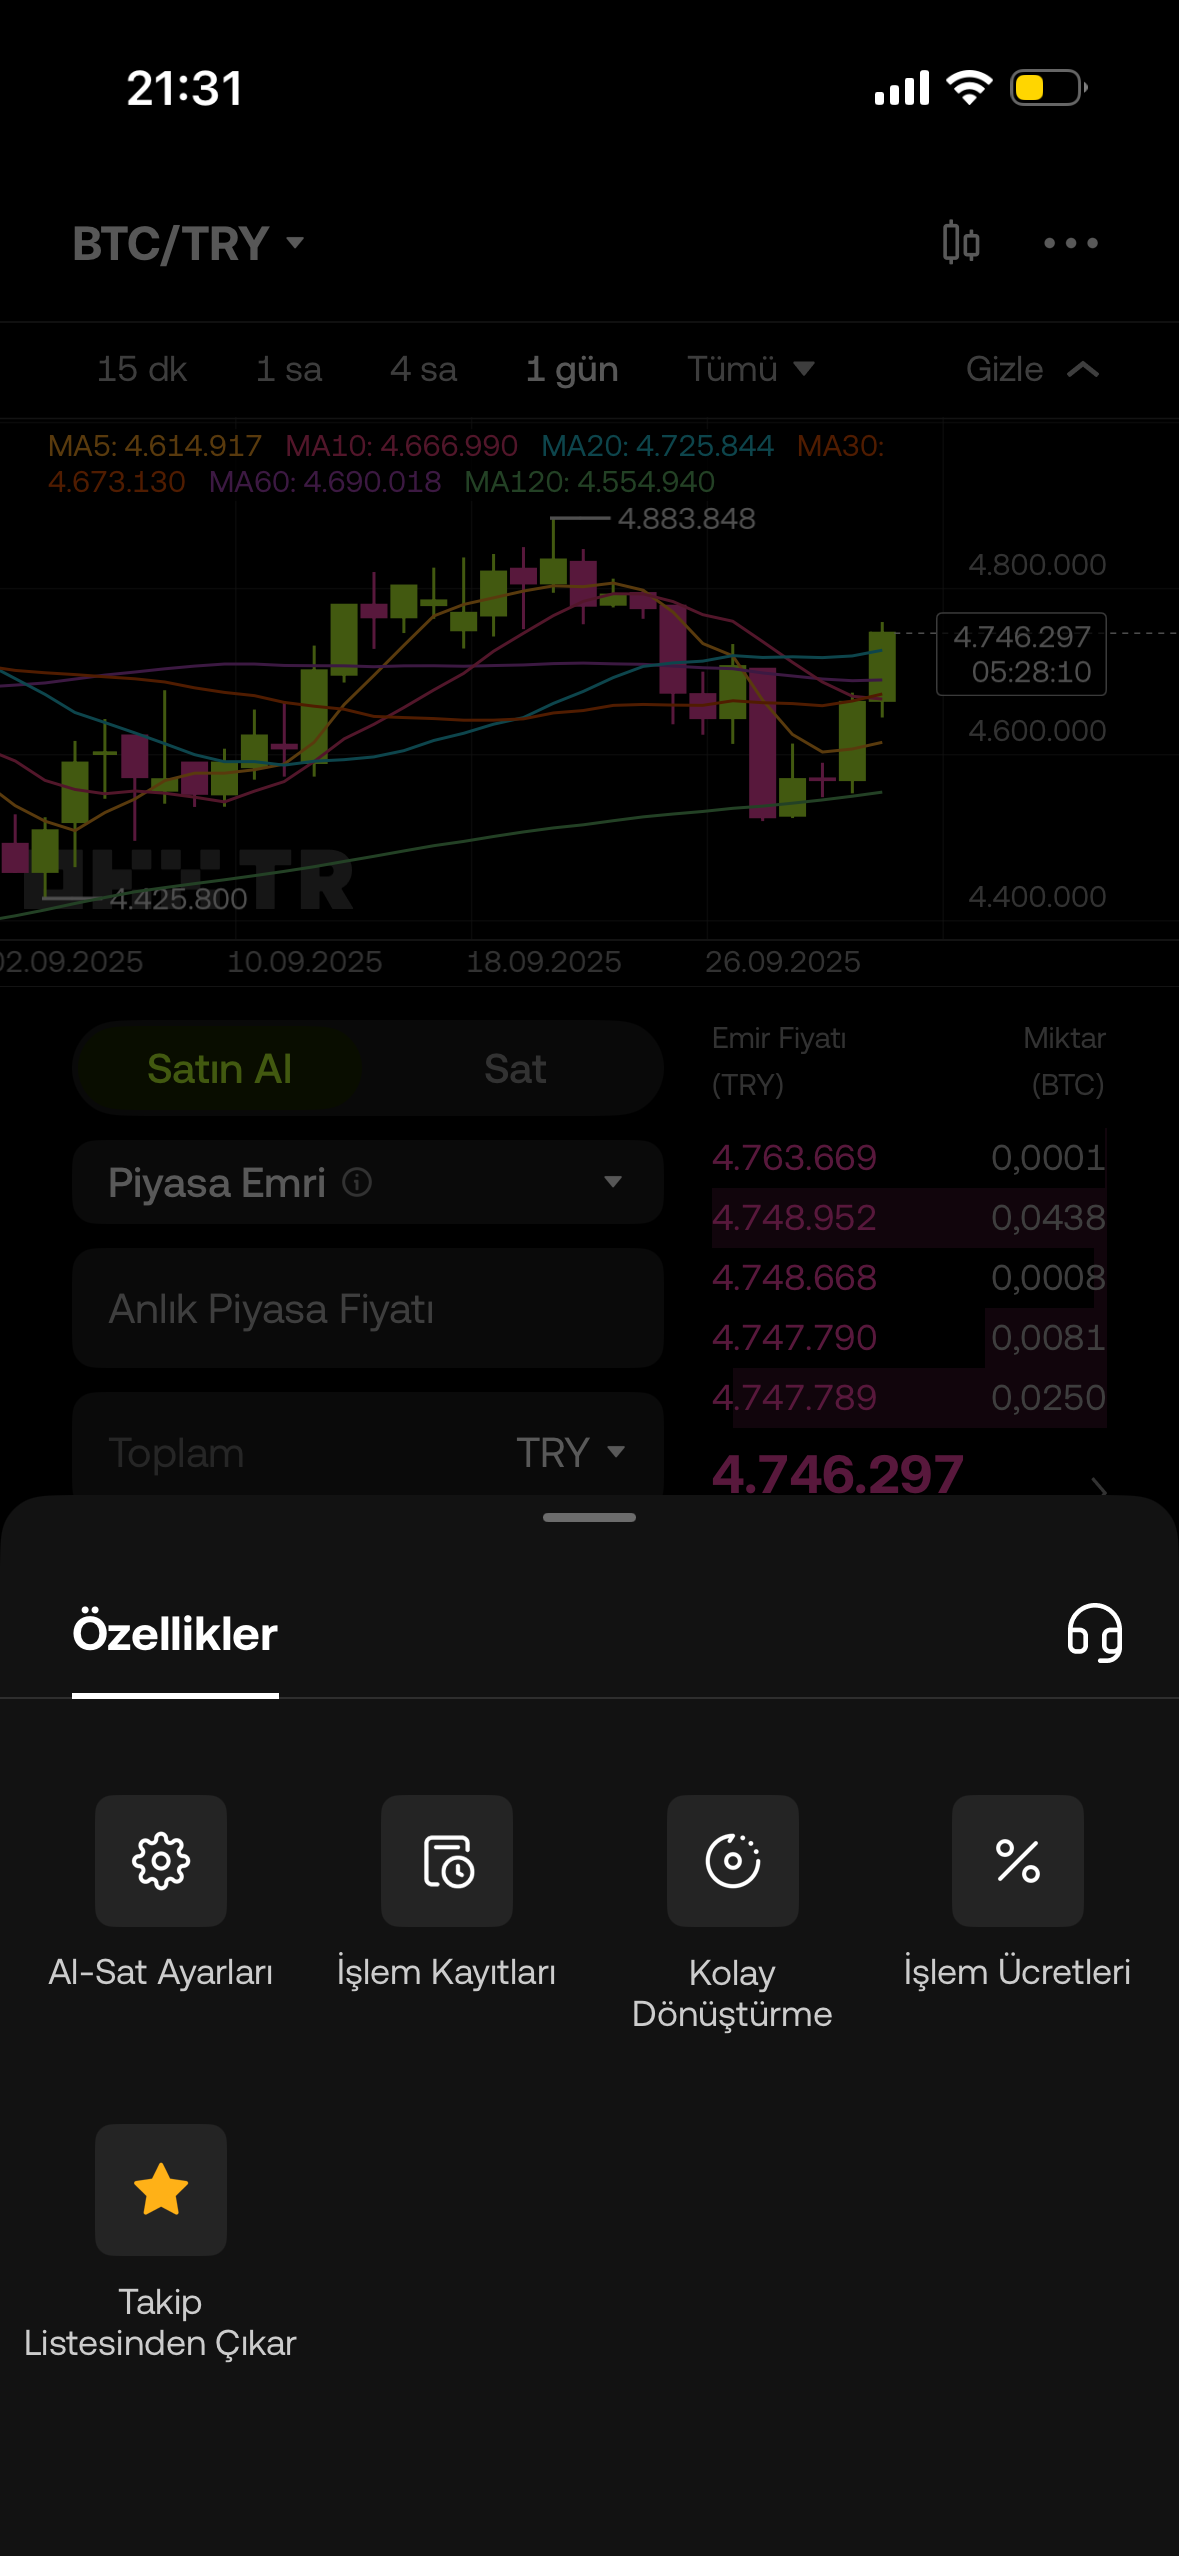 21:31
BTC/TRY
15 dk 1 sa 4 sa 1 gün Tümü Gizle
MA5: 4.614.917 MA10: 4.666.990 MA20: 4.725.844 MA30:
4.673.130 MA60: 4.690.018 MA120: 4.554.940
4.883.848
4.800.000
4.746.297
05:28:10
4.600.000
TR
4.425.800
4.400.000
02.09.2025 10.09.2025 18.09.2025 26.09.2025
Satın Al Sat
Emir Fiyatı Miktar
(TRY) (BTC)
Piyasa Emri
4.763.669 0,0001
4.748.952 0,0438
Anlık Piyasa Fiyatı
4.748.668 0,0008
4.747.790 0,0081
4.747.789 0,0250
Toplam TRY
4.746.297
Özellikler
Al-Sat Ayarları
İşlem Kayıtları
Kolay
Dönüştürme
İşlem Ücretleri
Takip
Listesinden Çıkar